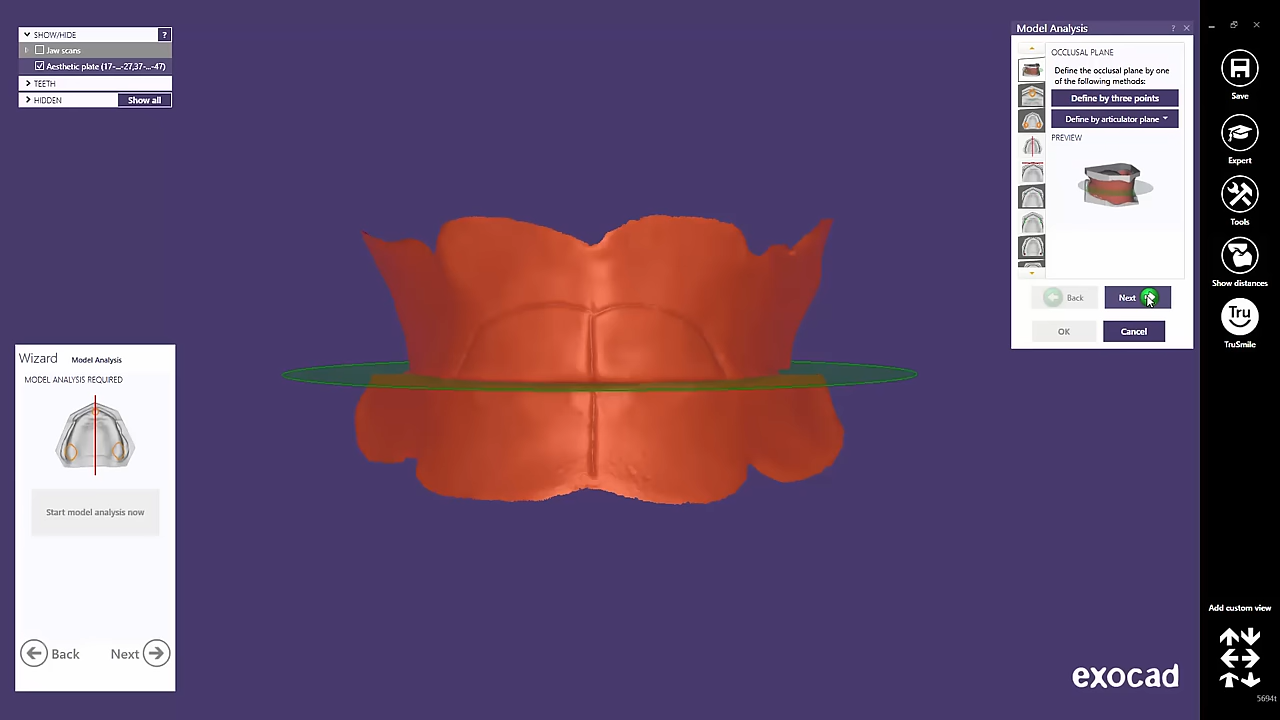 SHOW/HIDE ?
Jaw scans
Aesthetic plate (17-...-27,37-...-47)
TEETH
HIDDEN Show all
Wizard Model Analysis
MODEL ANALYSIS REQUIRED
Start model analysis now
Back Next
Model Analysis ?
OCCLUSAL PLANE
Define the occlusal plane by one
of the following methods:
Define by three points
Define by articulator plane
PREVIEW
Back Next
OK Cancel
Save
Expert
Tools
Show distances
Tru
TruSmile
Add custom view
exocad
5694t